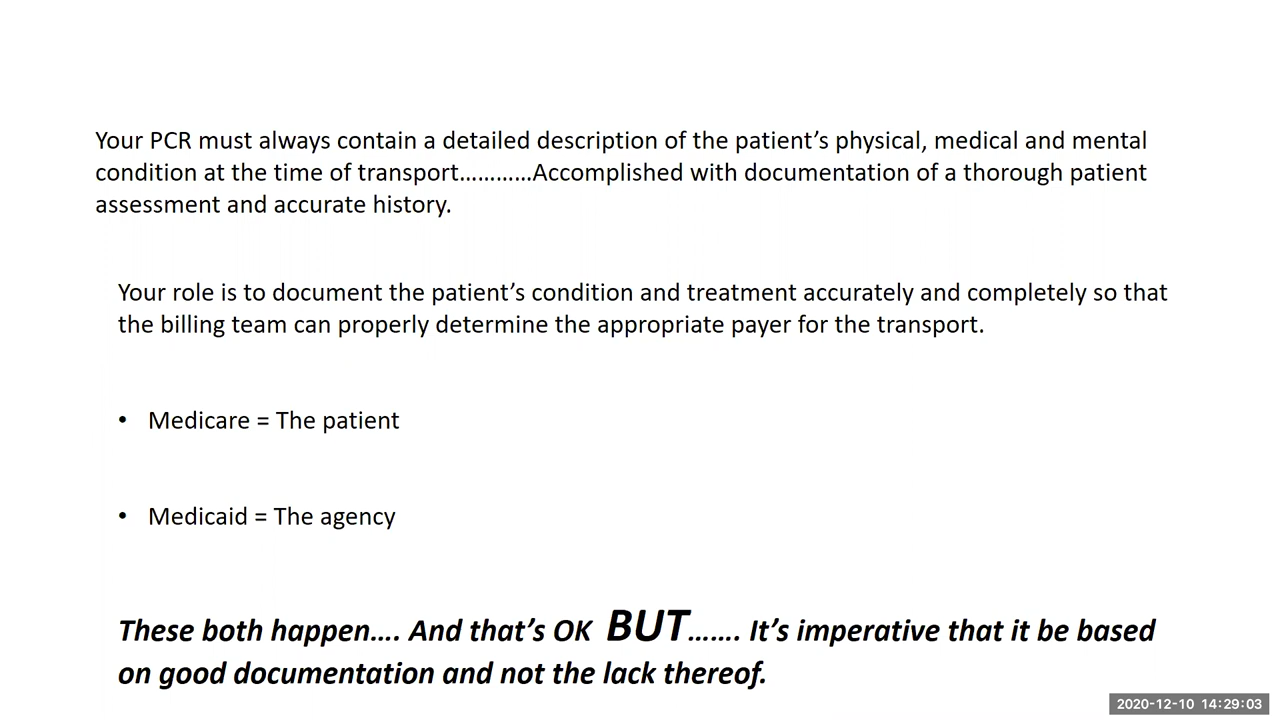 Your PCR must always contain a detailed description of the patient’s physical, medical and mental
condition at the time of transport…………Accomplished with documentation of a thorough patient
assessment and accurate history.
Your role is to document the patient’s condition and treatment accurately and completely so that
the billing team can properly determine the appropriate payer for the transport.
• Medicare = The patient
• Medicaid = The agency
These both happen…. And that’s OK BUT……. It’s imperative that it be based
on good documentation and not the lack thereof.
2020-12-10 14:29:03